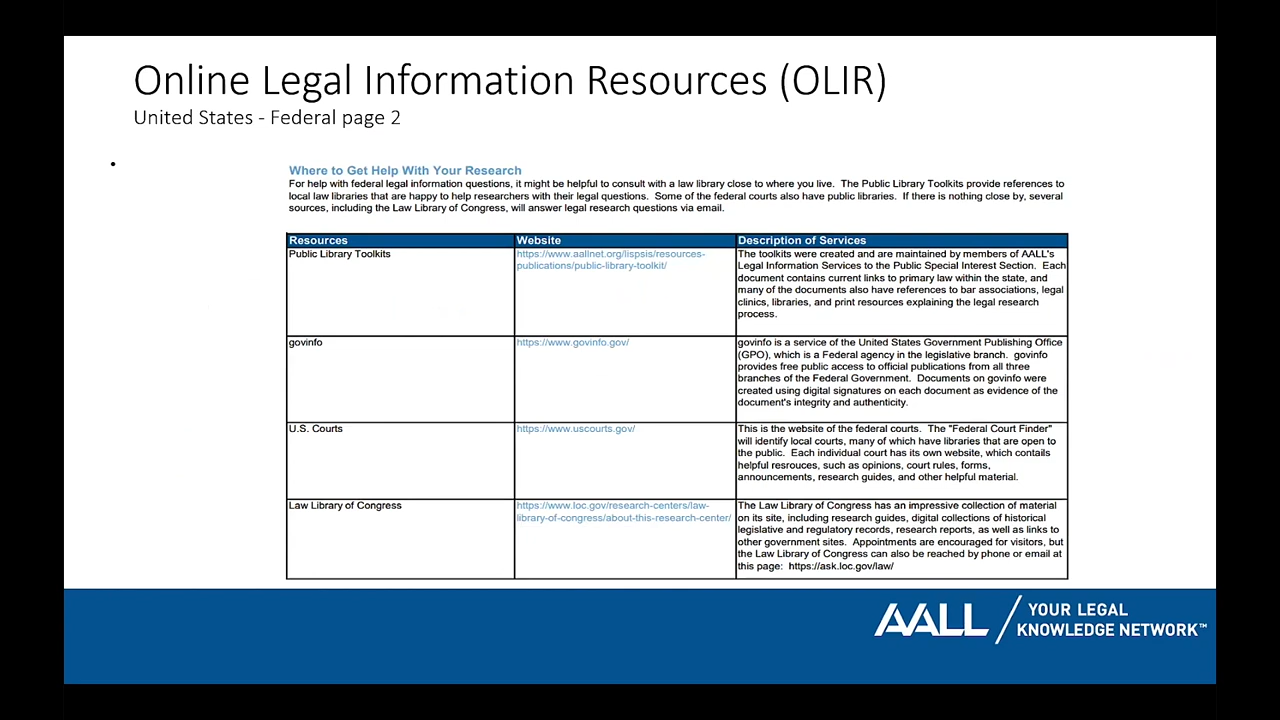 Online Legal Information Resources (OLIR)
United States - Federal page 2
•
Where to Get Help With Your Research
For help with federal legal information questions, it might be helpful to consult with a law library close to where you live. The Public Library Toolkits provide references to
local law libraries that are happy to help researchers with their legal questions. Some of the federal courts also have public libraries. If there is nothing close by, several
sources, including the Law Library of Congress, will answer legal research questions via email.
Resources
Website
Description of Services
Public Library Toolkits
https://www.aallnet.org/lispsis/resources-
publications/public-library-toolkit/
The toolkits were created and are maintained by members of AALL's
Legal Information Services to the Public Special Interest Section. Each
document contains current links to primary law within the state, and
many of the documents also have references to bar associations, legal
clinics, libraries, and print resources explaining the legal research
process.
govinfo
https://www.govinfo.gov/
govinfo is a service of the United States Government Publishing Office
(GPO), which is a Federal agency in the legislative branch. govinfo
provides free public access to official publications from all three
branches of the Federal Government. Documents on govinfo were
created using digital signatures on each document as evidence of the
document's integrity and authenticity.
U.S. Courts
https://www.uscourts.gov/
This is the website of the federal courts. The "Federal Court Finder"
will identify local courts, many of which have libraries that are open to
the public. Each individual court has its own website, which contails
helpful resrouces, such as opinions, court rules, forms,
announcements, research guides, and other helpful material.
Law Library of Congress
https://www.loc.gov/research-centers/law-
library-of-congress/about-this-research-center/
The Law Library of Congress has an impressive collection of material
on its site, including research guides, digital collections of historical
legislative and regulatory records, research reports, as well as links to
other government sites. Appointments are encouraged for visitors, but
the Law Library of Congress can also be reached by phone or email at
this page: https://ask.loc.gov/law/
AALL
YOUR LEGAL
KNOWLEDGE NETWORK™